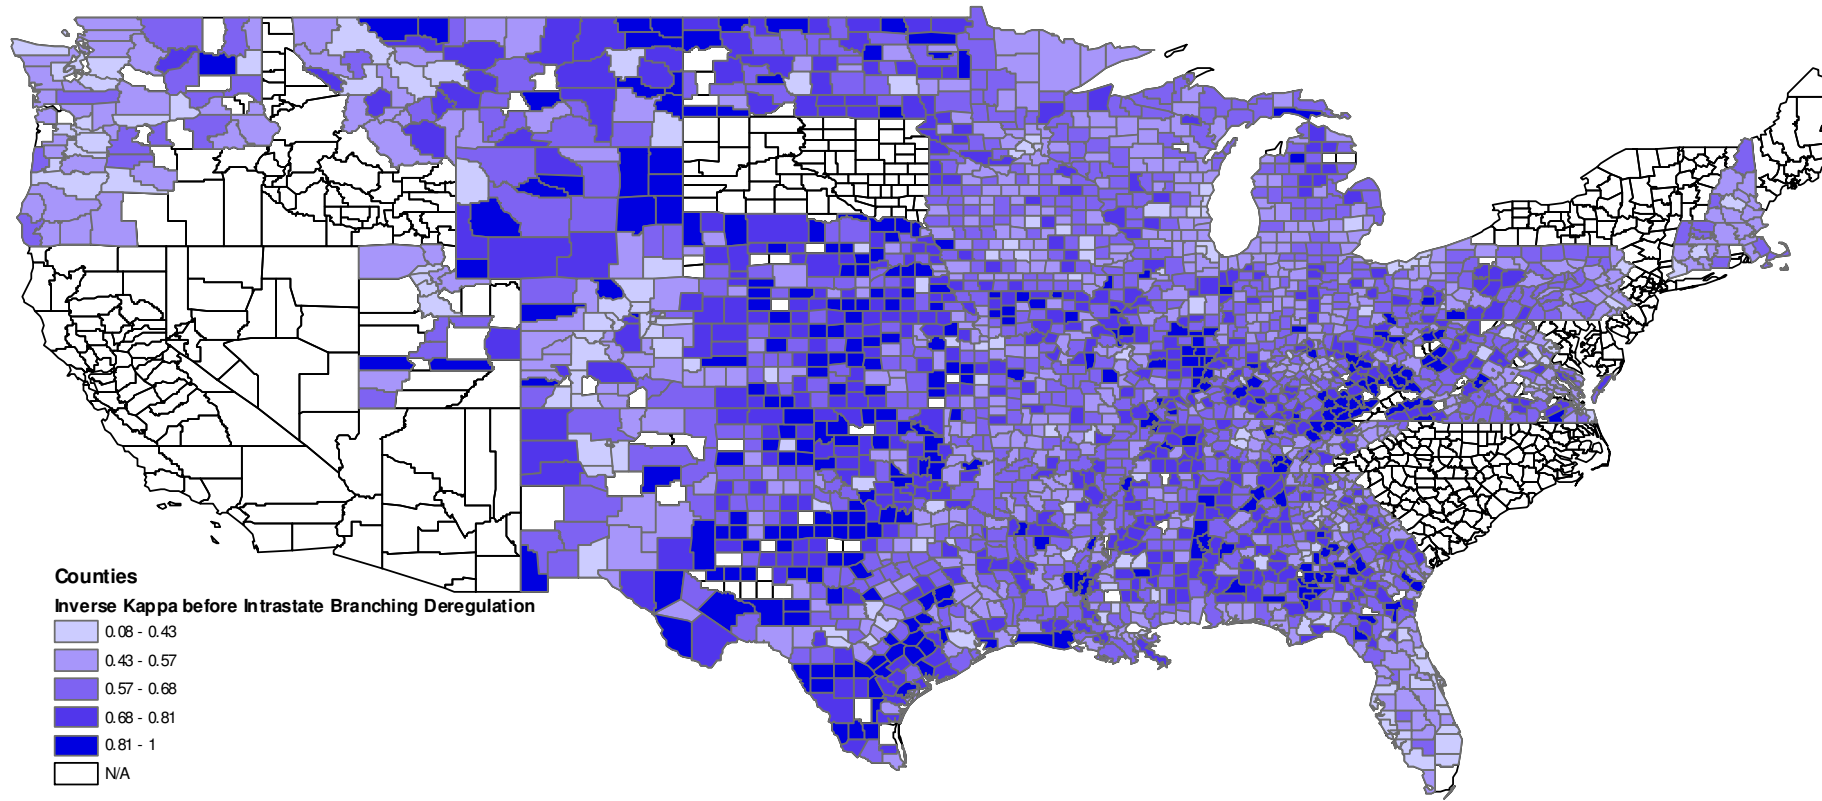 Counties
Inverse Kappa before Intrastate Branching Deregulation
0.08 - 0.43
0.43 - 0.57
0.57 - 0.68
0.68 - 0.81
0.81 - 1
N/A